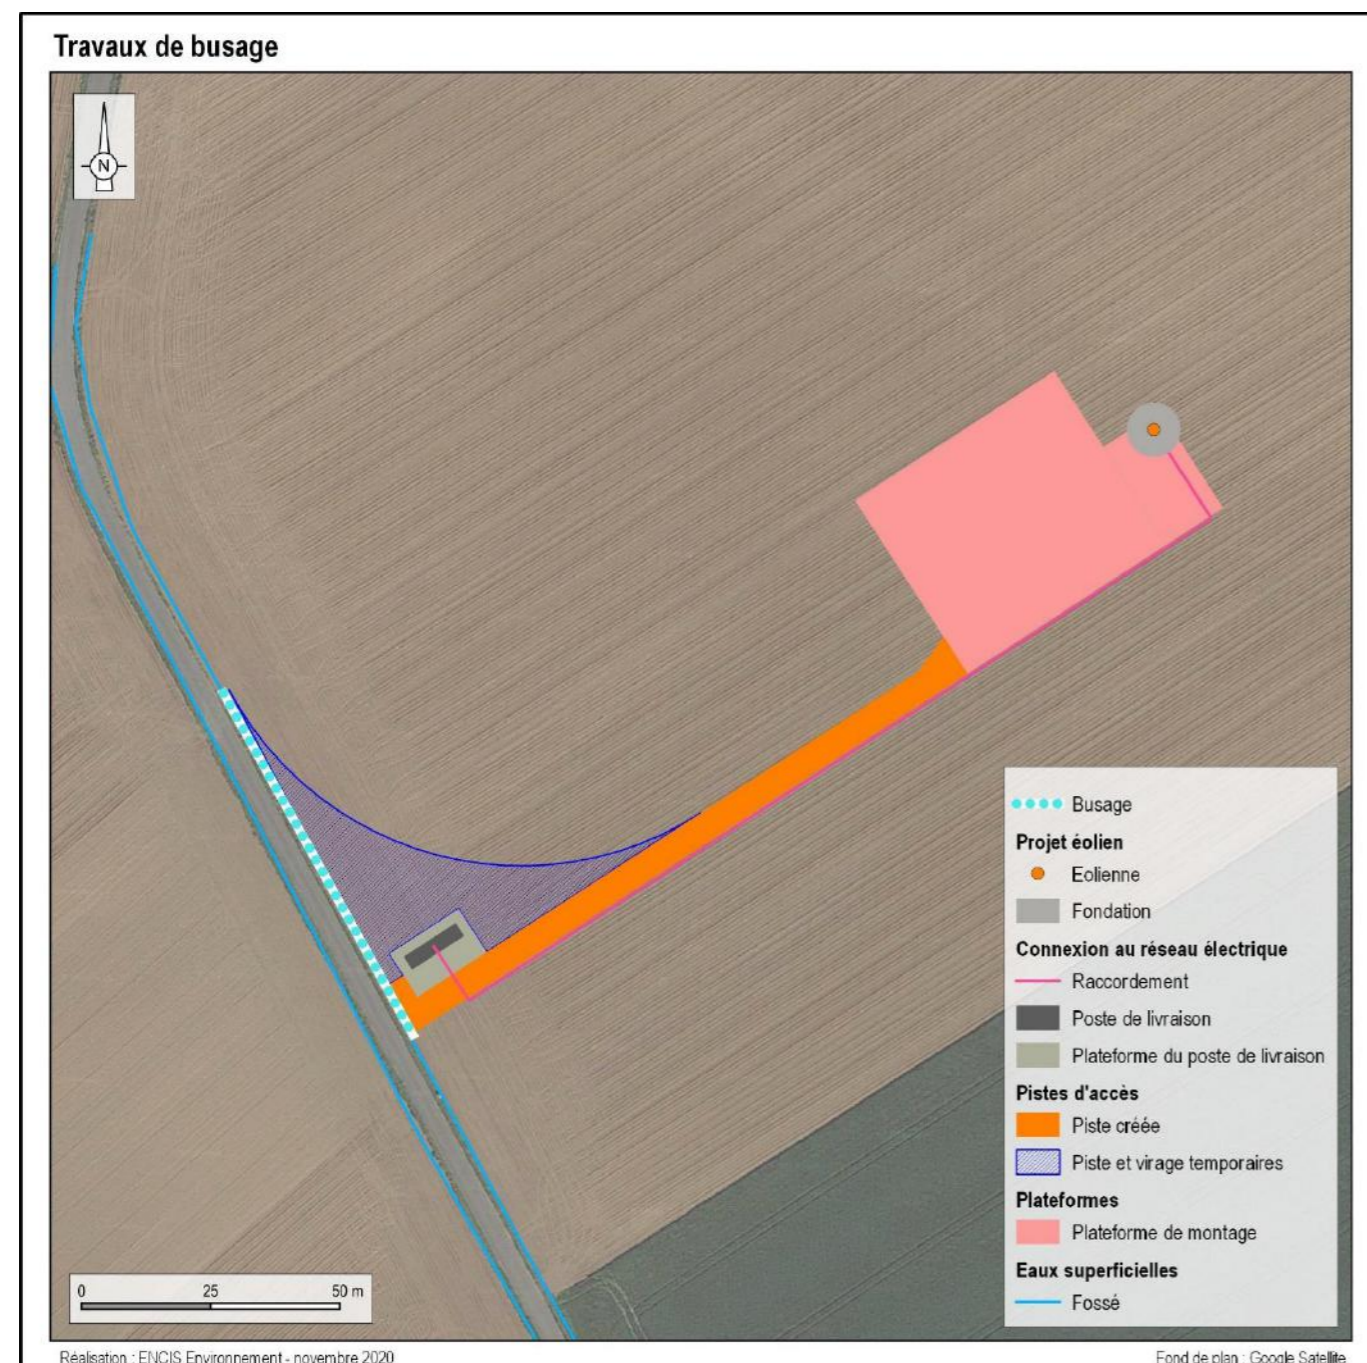 Travaux de busage
N
Busage
Projet éolien
Eolienne
Fondation
Connexion au réseau électrique
Raccordement
Poste de livraison
Plateforme du poste de livraison
Pistes d'accès
Piste créée
Piste et virage temporaires
Plateformes
Plateforme de montage
Eaux superficielles
Fossé
0 25 50 m
Réalisation : ENCIS Environnement - novembre 2020
Fond de plan : Google Satellite